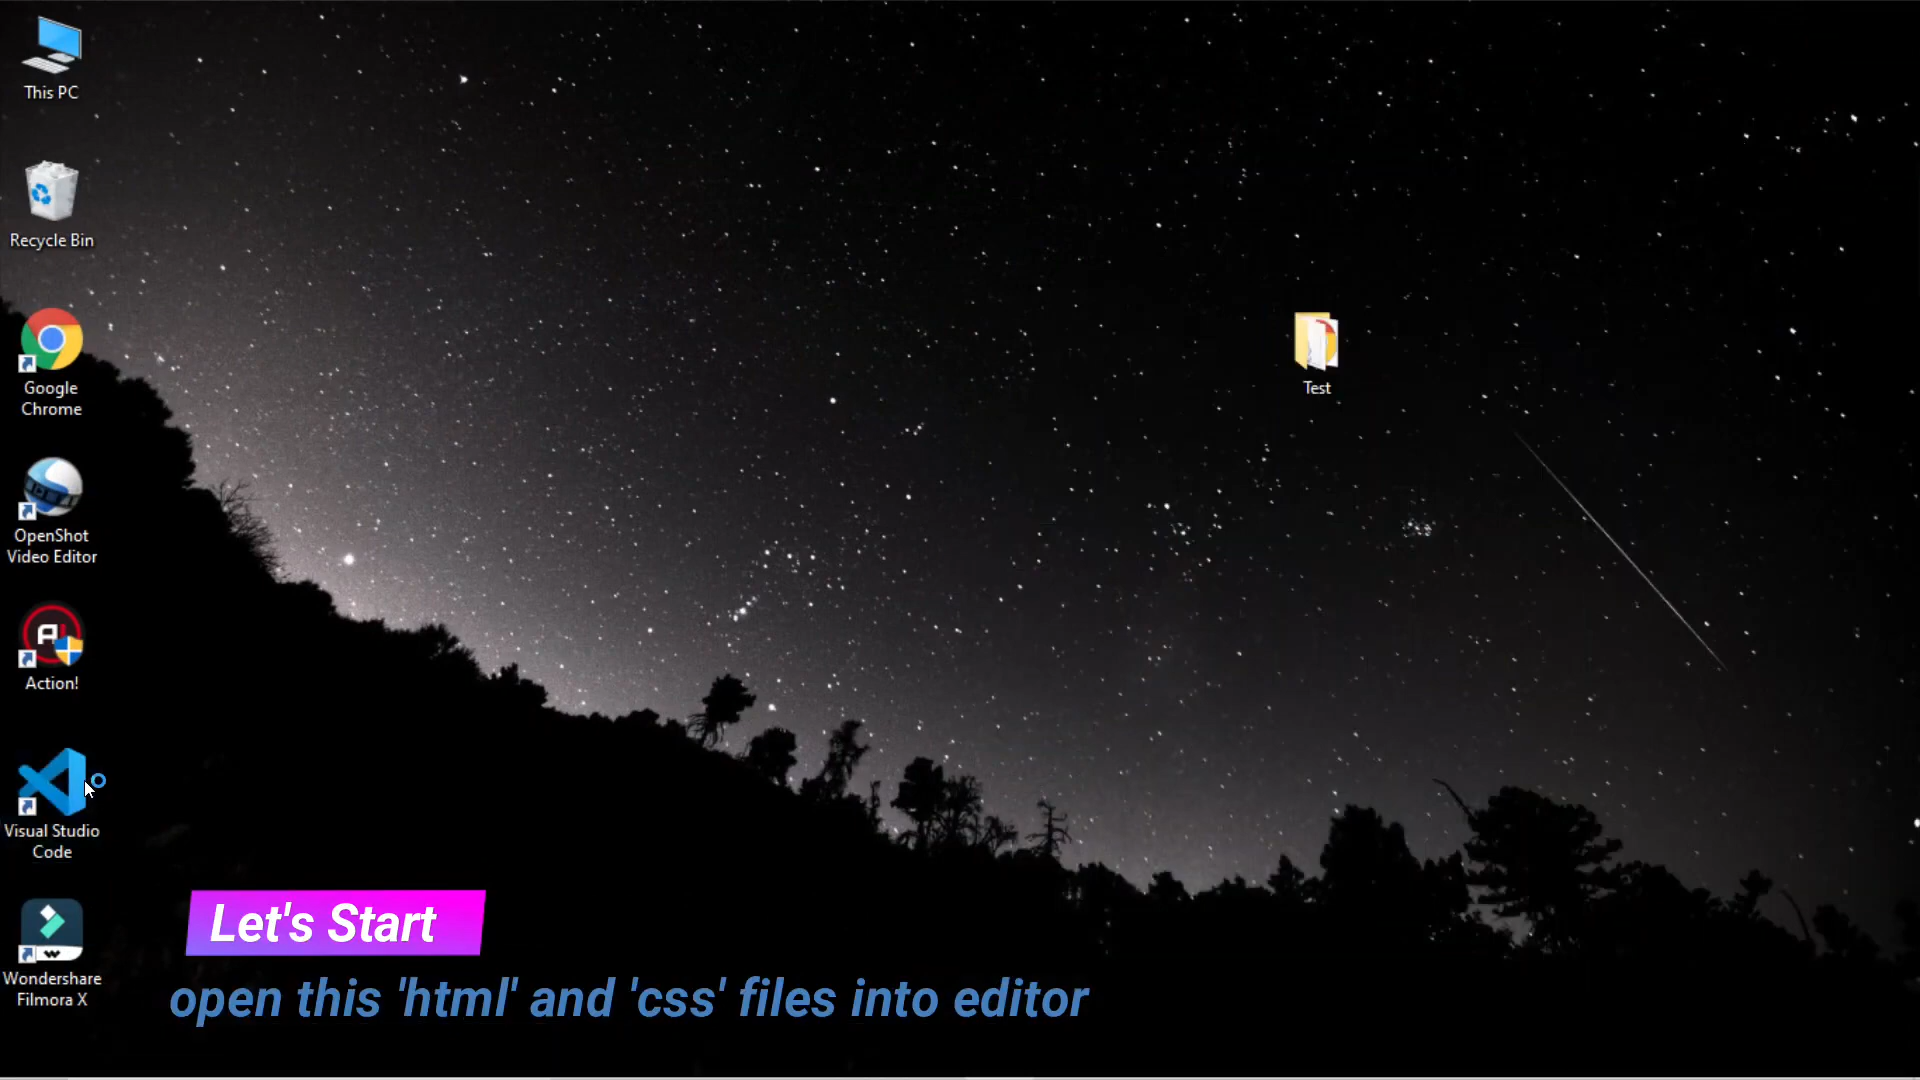 This PC
Recycle Bin
Google
Chrome
OpenShot
Video Editor
Action!
Visual Studio
Code
Wondershare
Filmora X
Test
Let's Start
open this 'html' and 'css' files into editor